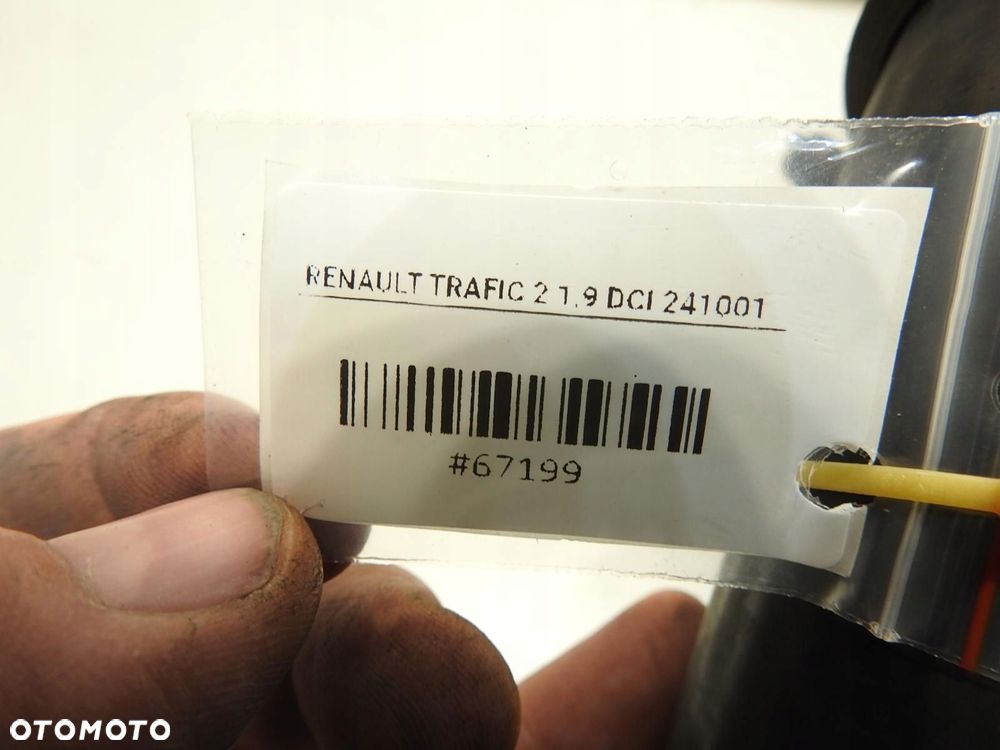 RENAULT TRAFIC 2 1.9 DCI 241001
#67199
OTOMOTO